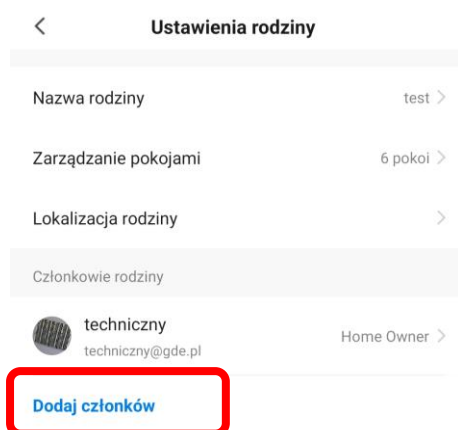 Ustawienia rodziny
Nazwa rodziny test
Zarządzanie pokojami 6 pokoi
Lokalizacja rodziny
Członkowie rodziny
techniczny
techniczny@gde.pl Home Owner
Dodaj członków